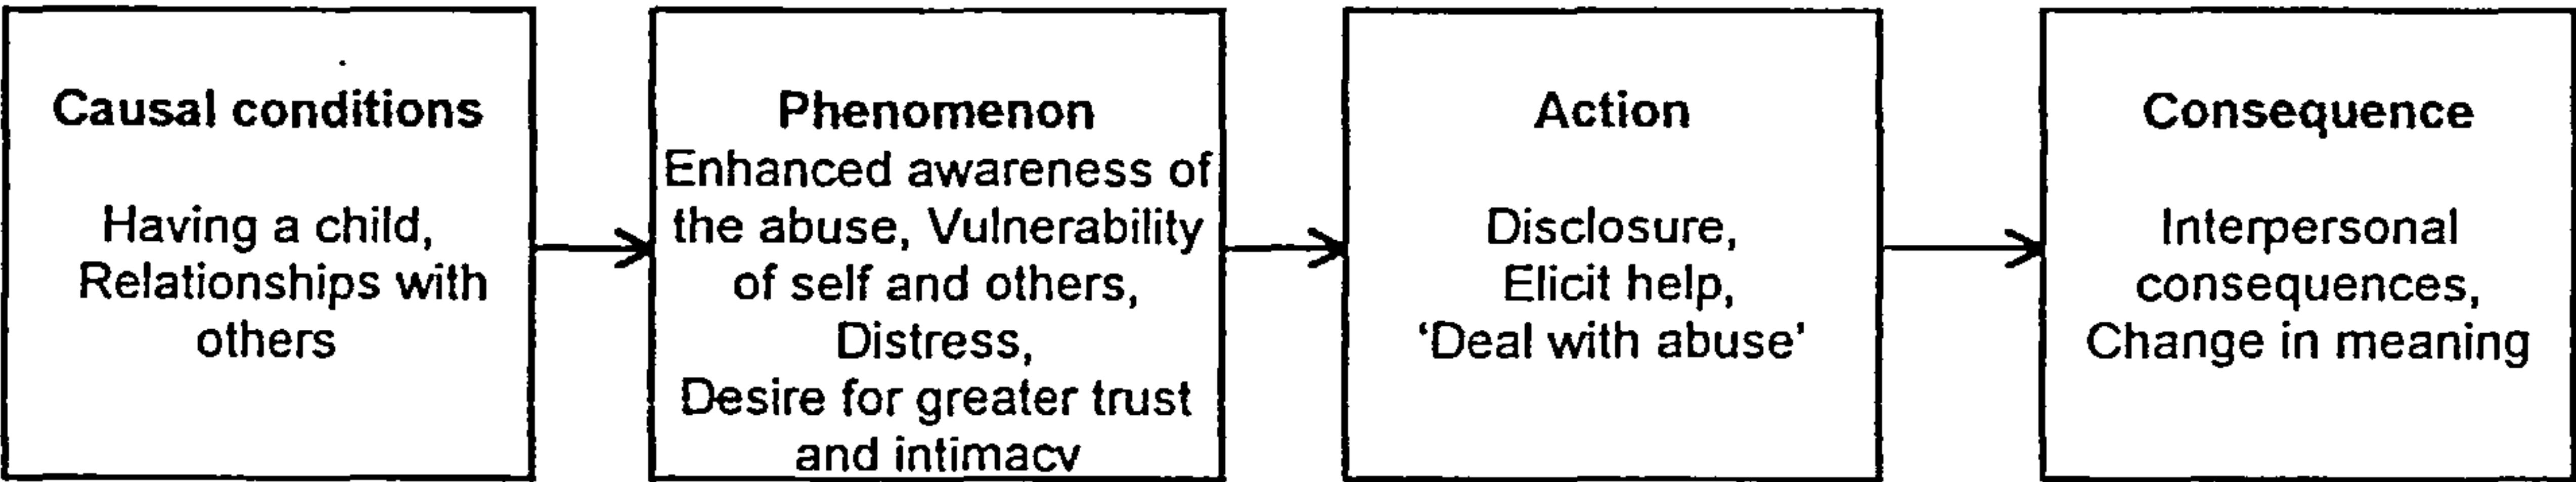 Causal conditions
Having a child,
Relationships with
others
Phenomenon
Enhanced awareness of
the abuse, Vulnerability
of self and others,
Distress,
Desire for greater trust
and intimacy
Action
Disclosure,
Elicit help,
‘Deal with abuse’
Consequence
Interpersonal
consequences,
Change in meaning